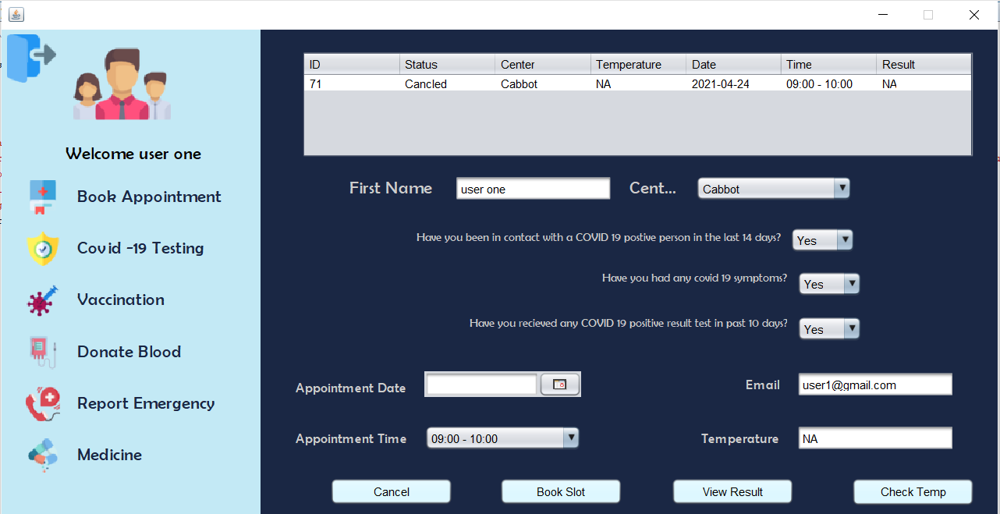 ID Status Center Temperature Date Time Result
71 Cancled Cabbot NA 2021-04-24 09:00 - 10:00 NA
Welcome user one
Book Appointment
Covid -19 Testing
Vaccination
Donate Blood
Report Emergency
Medicine
First Name user one Cent... Cabbot
Have you been in contact with a COVID 19 postive person in the last 14 days? Yes
Have you had any covid 19 symptoms? Yes
Have you recieved any COVID 19 positive result test in past 10 days? Yes
Appointment Date Email user1@gmail.com
Appointment Time 09:00 - 10:00 Temperature NA
Cancel Book Slot View Result Check Temp